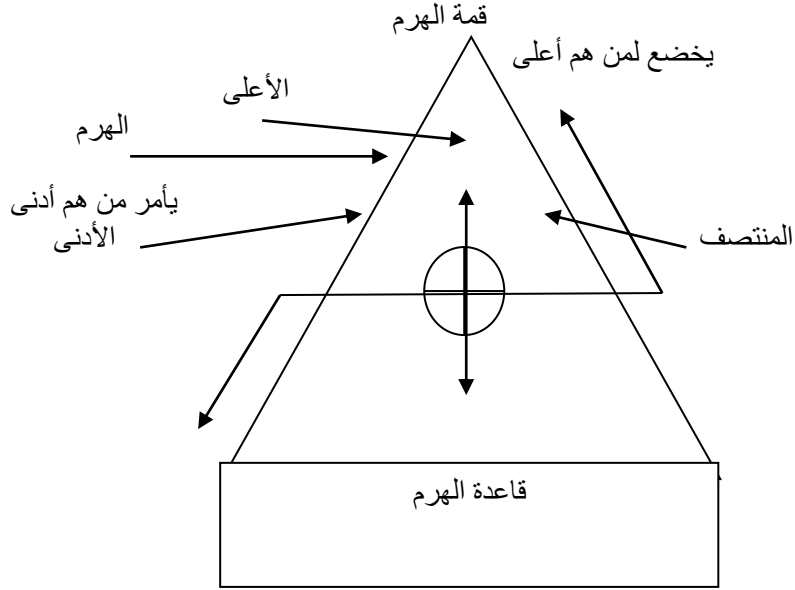 قمة الهرم
يخضع لمن هم أعلى
الأعلى
الهرم
يأمر من هم أدنى
الأدنى
المنتصف
قاعدة الهرم